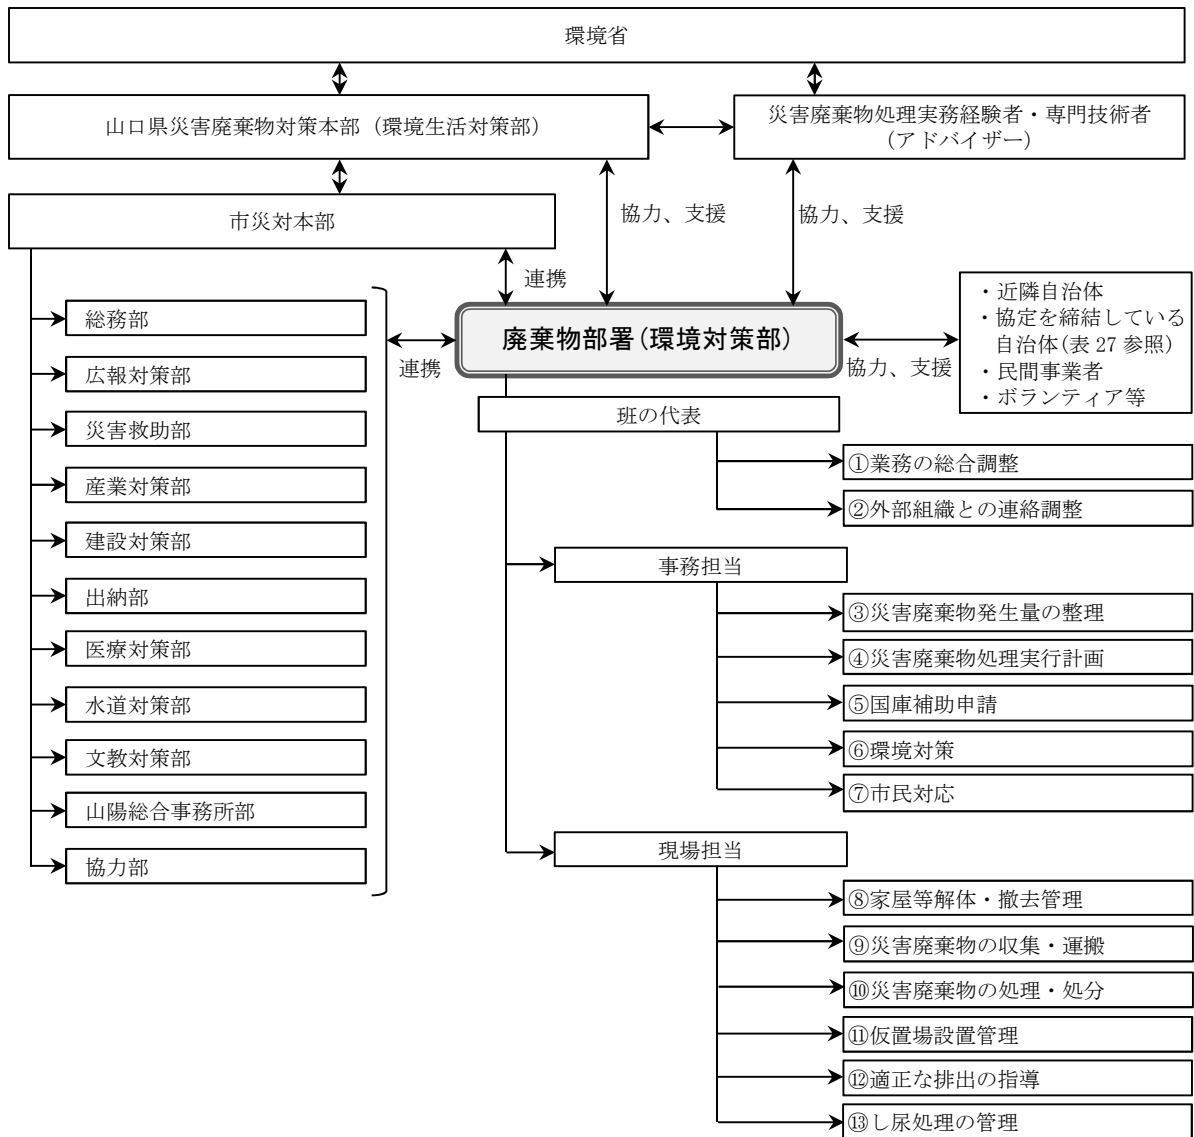 環境省
山口県災害廃棄物対策本部（環境生活対策部）
災害廃棄物処理実務経験者・専門技術者
（アドバイザー）
市災対本部
協力、支援
協力、支援
連携
総務部
広報対策部
災害救助部
産業対策部
建設対策部
出納部
医療対策部
水道対策部
文教対策部
山陽総合事務所部
協力部
連携
廃棄物部署（環境対策部）
協力、支援
・近隣自治体
・協定を締結している
自治体（表 27 参照）
・民間事業者
・ボランティア等
班の代表
①業務の総合調整
②外部組織との連絡調整
事務担当
③災害廃棄物発生量の整理
④災害廃棄物処理実行計画
⑤国庫補助申請
⑥環境対策
⑦市民対応
現場担当
⑧家屋等解体・撤去管理
⑨災害廃棄物の収集・運搬
⑩災害廃棄物の処理・処分
⑪仮置場設置管理
⑫適正な排出の指導
⑬し尿処理の管理